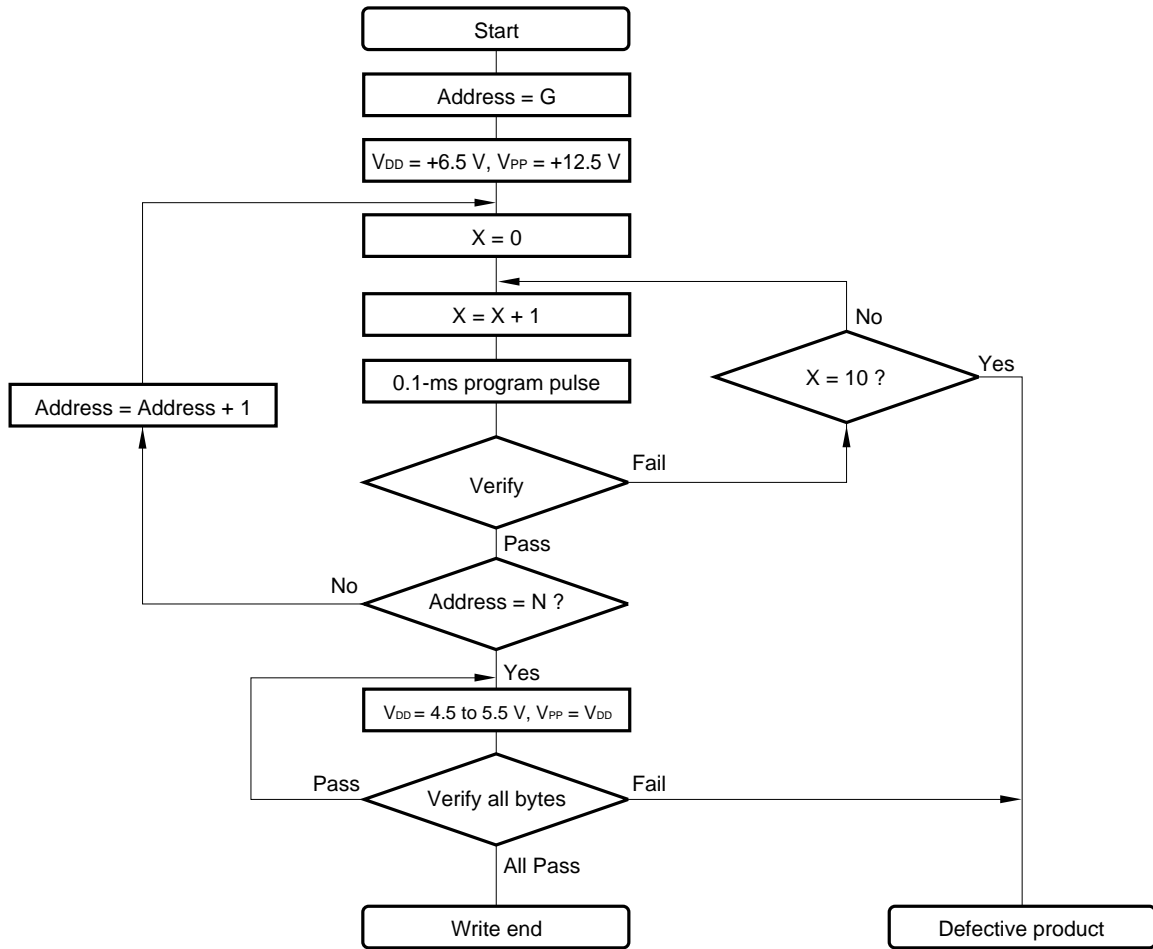 Start
Address = G
VDD = +6.5 V, VPP = +12.5 V
X = 0
X = X + 1
No
0.1-ms program pulse
X = 10 ?
Yes
Address = Address + 1
Verify
Fail
Pass
No
Address = N ?
Yes
VDD = 4.5 to 5.5 V, VPP = VDD
Pass
Verify all bytes
Fail
All Pass
Write end
Defective product